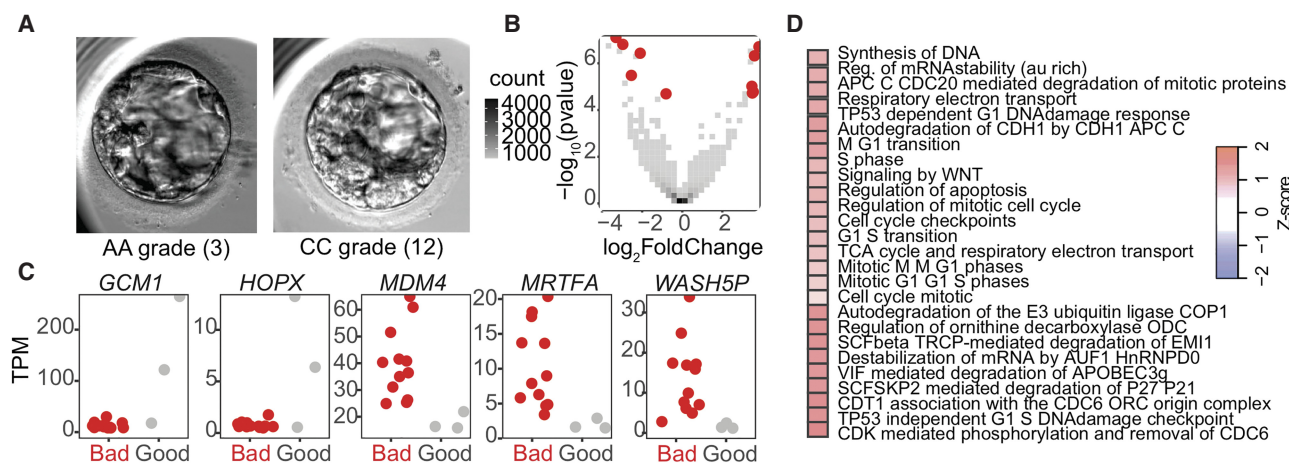 A
AA grade (3)
CC grade (12)
B
count
4000
3000
2000
1000
−log10(pvalue)
6
4
2
0
−4 −2 0 2
log2FoldChange
C
TPM
GCM1
200
100
0
Bad Good
HOPX
10
5
0
Bad Good
MDM4
60
50
40
30
20
Bad Good
MRTFA
20
15
10
5
0
Bad Good
WASH5P
30
20
10
0
Bad Good
D
Synthesis of DNA
Reg. of mRNAstability (au rich)
APC C CDC20 mediated degradation of mitotic proteins
Respiratory electron transport
TP53 dependent G1 DNAdamage response
Autodegradation of CDH1 by CDH1 APC C
M G1 transition
S phase
Signaling by WNT
Regulation of apoptosis
Regulation of mitotic cell cycle
Cell cycle checkpoints
G1 S transition
TCA cycle and respiratory electron transport
Mitotic M M G1 phases
Mitotic G1 G1 S phases
Cell cycle mitotic
Autodegradation of the E3 ubiquitin ligase COP1
Regulation of ornithine decarboxylase ODC
SCFbeta TRCP-mediated degradation of EMI1
Destabilization of mRNA by AUF1 HnRNPD0
VIF mediated degradation of APOBEC3g
SCFSKP2 mediated degradation of P27 P21
CDT1 association with the CDC6 ORC origin complex
TP53 independent G1 S DNAdamage checkpoint
CDK mediated phosphorylation and removal of CDC6
2
1
0
−1
−2
Z-score